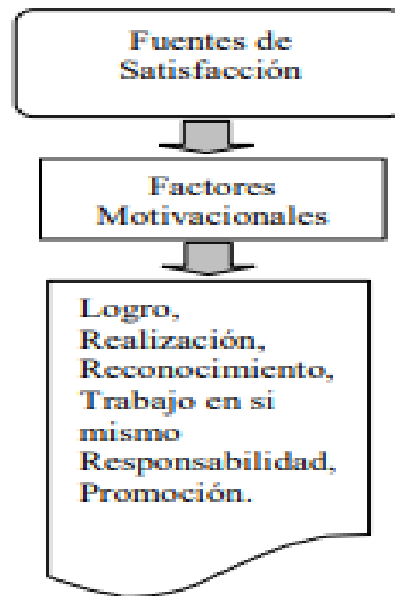 Fuentes de
Satisfacción
Factores
Motivacionales
Logro,
Realización,
Reconocimiento,
Trabajo en si
mismo
Responsabilidad,
Promoción.